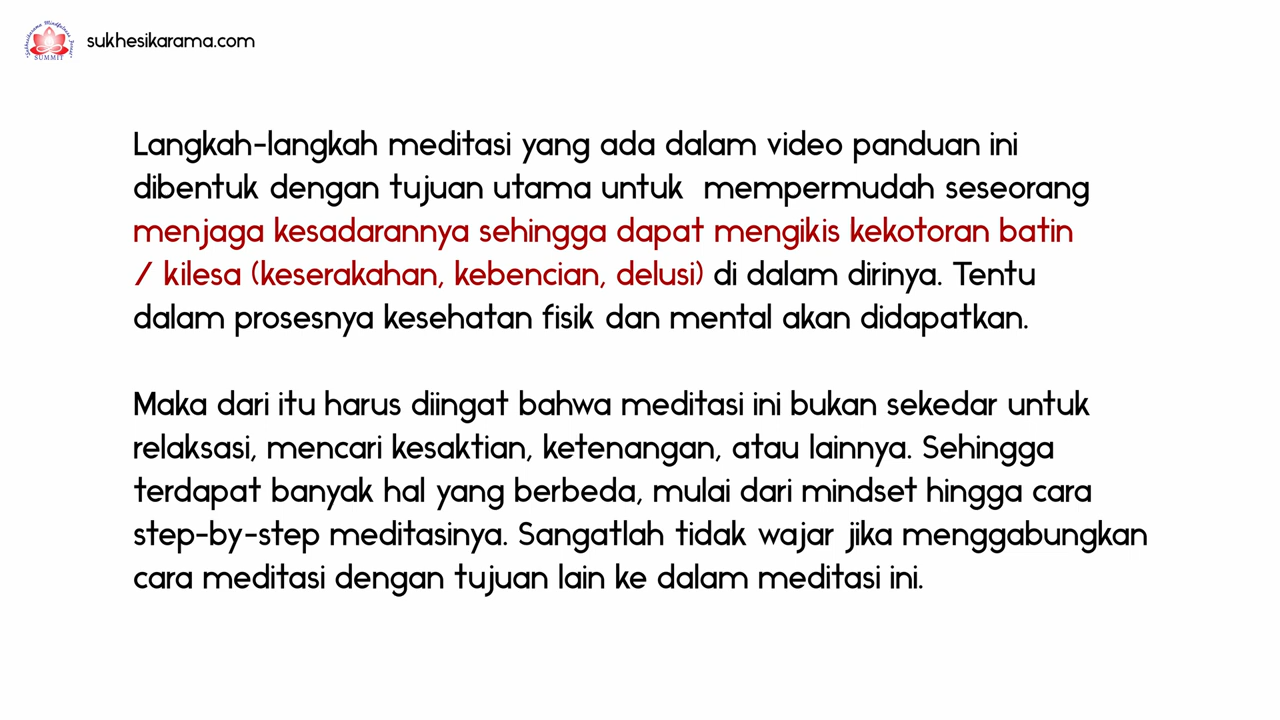 sukhesikarama.com
SUMMIT
Langkah-langkah meditasi yang ada dalam video panduan ini
dibentuk dengan tujuan utama untuk  mempermudah seseorang
menjaga kesadarannya sehingga dapat mengikis kekotoran batin
/ kilesa (keserakahan, kebencian, delusi) di dalam dirinya. Tentu
dalam prosesnya kesehatan fisik dan mental akan didapatkan.
Maka dari itu harus diingat bahwa meditasi ini bukan sekedar untuk
relaksasi, mencari kesaktian, ketenangan, atau lainnya. Sehingga
terdapat banyak hal yang berbeda, mulai dari mindset hingga cara
step-by-step meditasinya. Sangatlah tidak wajar jika menggabungkan
cara meditasi dengan tujuan lain ke dalam meditasi ini.